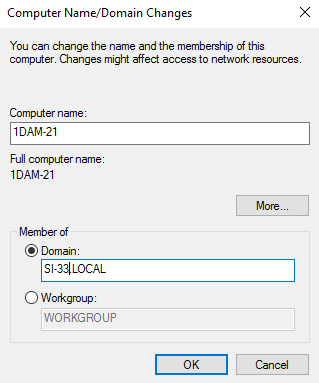 Computer Name/Domain Changes
You can change the name and the membership of this
computer. Changes might affect access to network resources.
Computer name:
1DAM-21
Full computer name:
1DAM-21
More...
Member of
Domain:
SI-33.LOCAL
Workgroup:
WORKGROUP
OK
Cancel